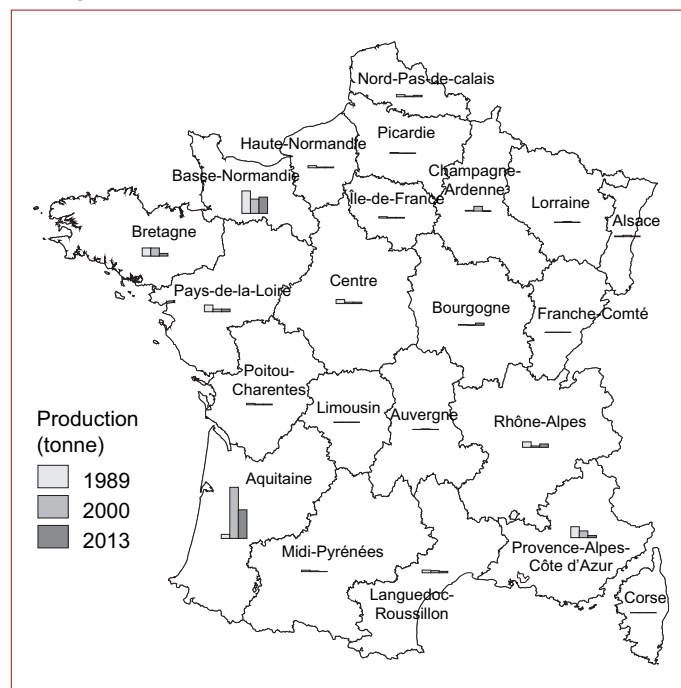 Nord-Pas-de-calais
Haute-Normandie
Picardie
Basse-Normandie
Île-de-France
Champagne-
Ardenne
Lorraine
Alsace
Bretagne
Pays-de-la-Loire
Centre
Bourgogne
Franche-Comté
Poitou-
Charentes
Limousin
Auvergne
Rhône-Alpes
Production
(tonne)
1989
2000
2013
Aquitaine
Midi-Pyrénées
Languedoc-
Roussillon
Provence-Alpes-
Côte d'Azur
Corse